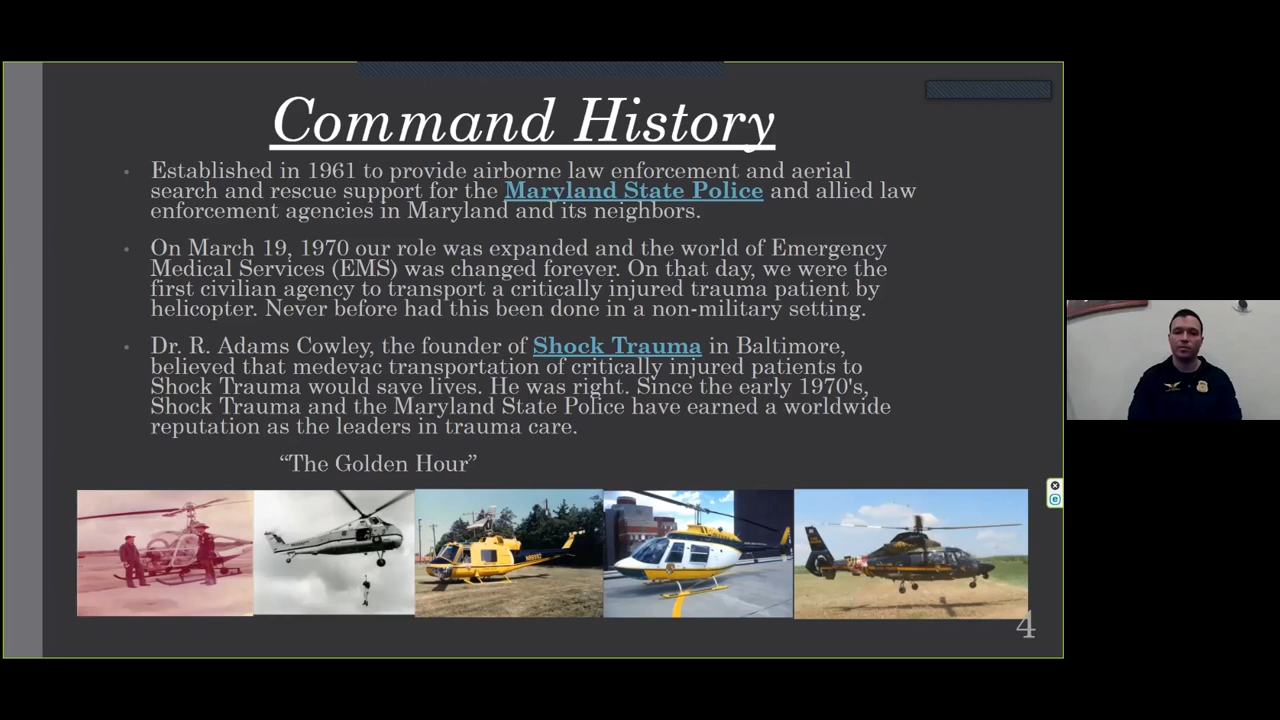 Command History
Established in 1961 to provide airborne law enforcement and aerial
search and rescue support for the Maryland State Police and allied law
enforcement agencies in Maryland and its neighbors.
On March 19, 1970 our role was expanded and the world of Emergency
Medical Services (EMS) was changed forever. On that day, we were the
first civilian agency to transport a critically injured trauma patient by
helicopter. Never before had this been done in a non-military setting.
Dr. R. Adams Cowley, the founder of Shock Trauma in Baltimore,
believed that medevac transportation of critically injured patients to
Shock Trauma would save lives. He was right. Since the early 1970's,
Shock Trauma and the Maryland State Police have earned a worldwide
reputation as the leaders in trauma care.
“The Golden Hour”
4